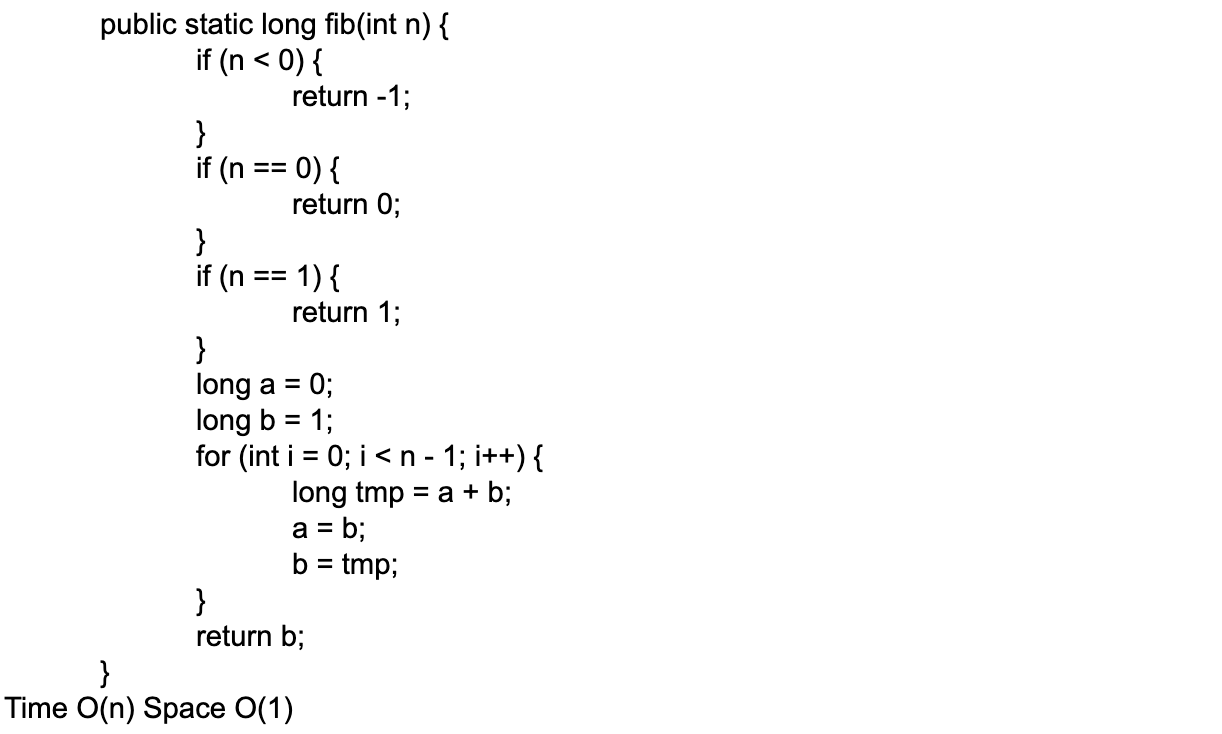 public static long fib(int n) {
if (n < 0) {
return -1;
}
if (n == 0) {
return 0;
}
if (n == 1) {
return 1;
}
long a = 0;
long b = 1;
for (int i = 0; i < n - 1; i++) {
long tmp = a + b;
a = b;
b = tmp;
}
return b;
}
Time O(n) Space O(1)